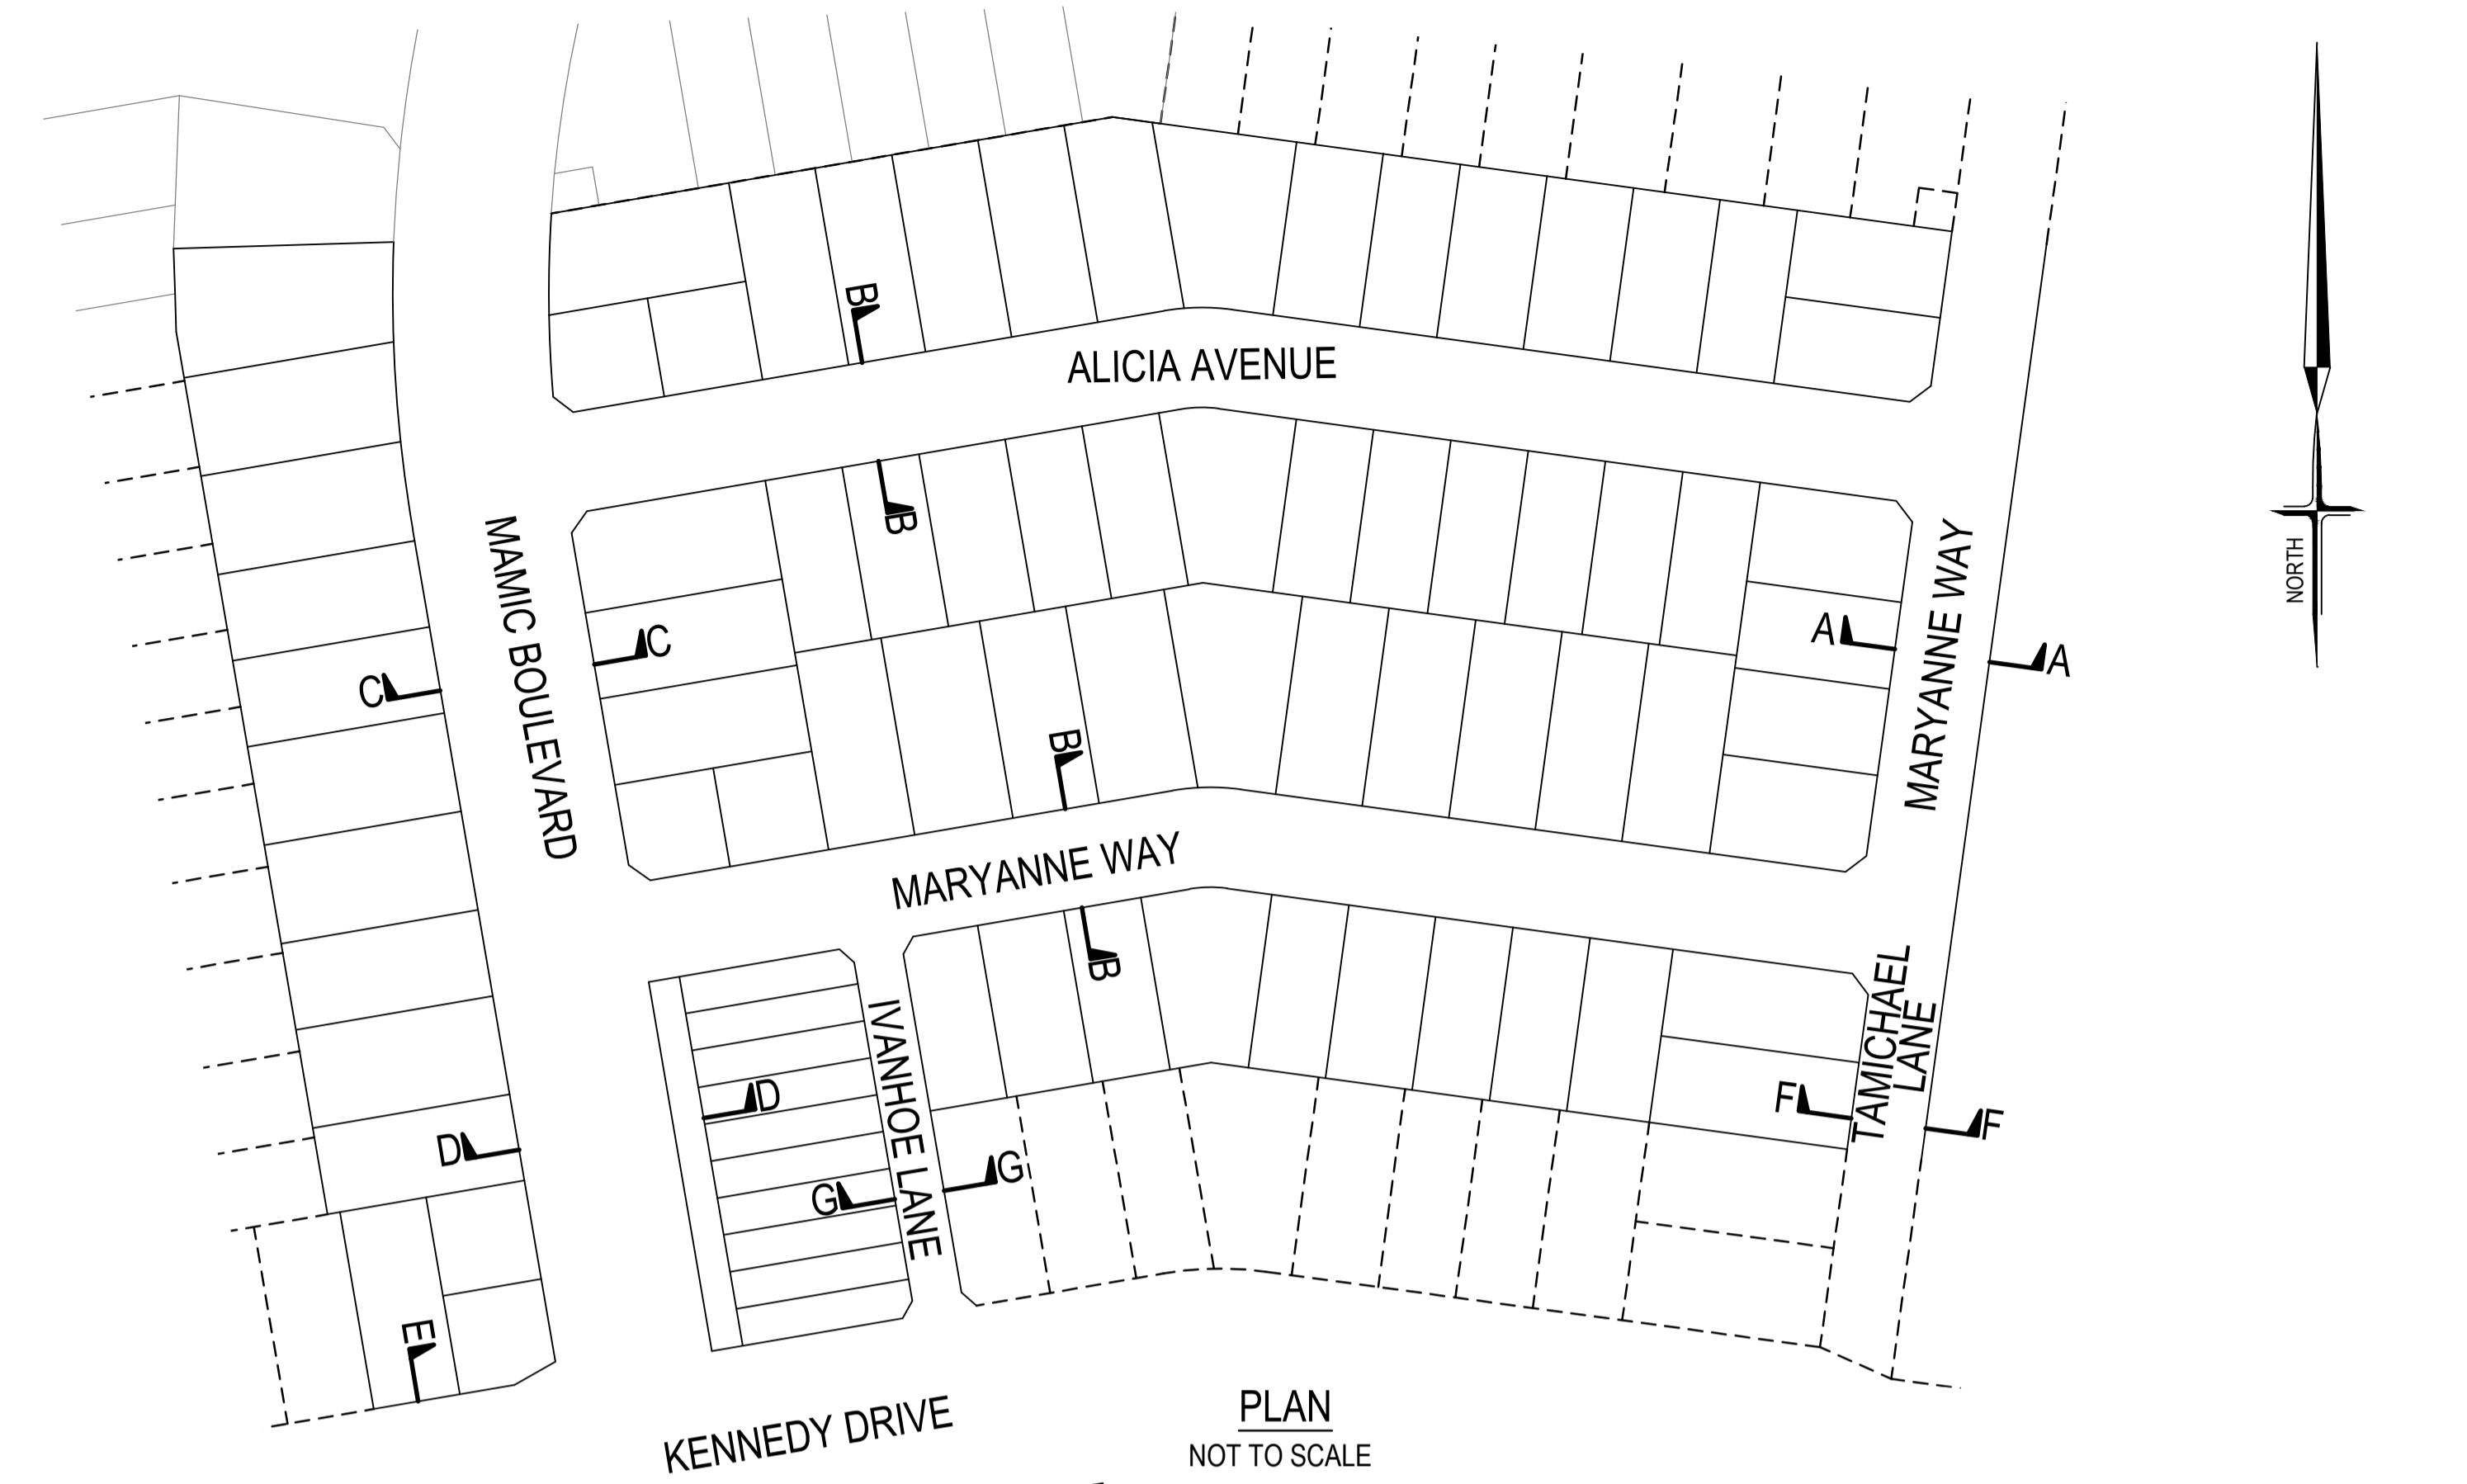 B
ALICIA AVENUE
B
MAMIC BOULEVARD
C
C
MARYANNE WAY
A
A
NORTH
B
MARYANNE WAY
B
IVANHOE LANE
TAMICHAEL
LANE
D
D
G
G
F
F
E
KENNEDY DRIVE
PLAN
NOT TO SCALE